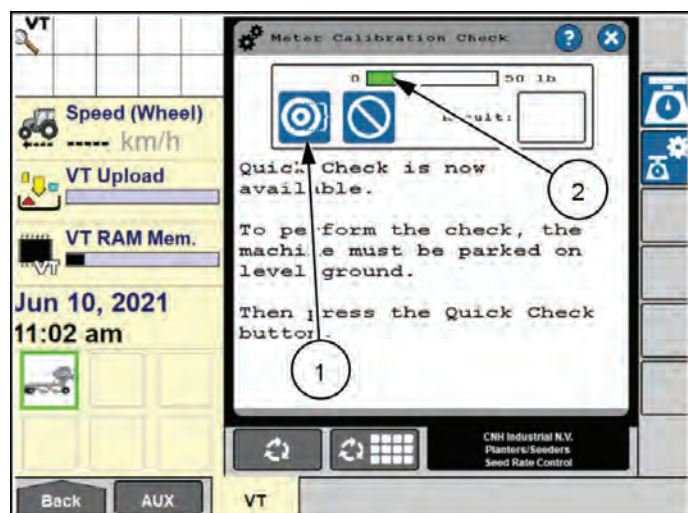 VT
Speed (Wheel)
----- km/h
VT Upload
VT RAM Mem.
VT
Jun 10, 2021
11:02 am
Back
AUX
Meter Calibration Check
?
0
50 lb
2
Quick Check is now
available.
To perform the check, the
machine must be parked on
level ground.
Then press the Quick Check
button.
1
CNH Industrial N.V.
Planters/Seeders
Seed Rate Control
VT